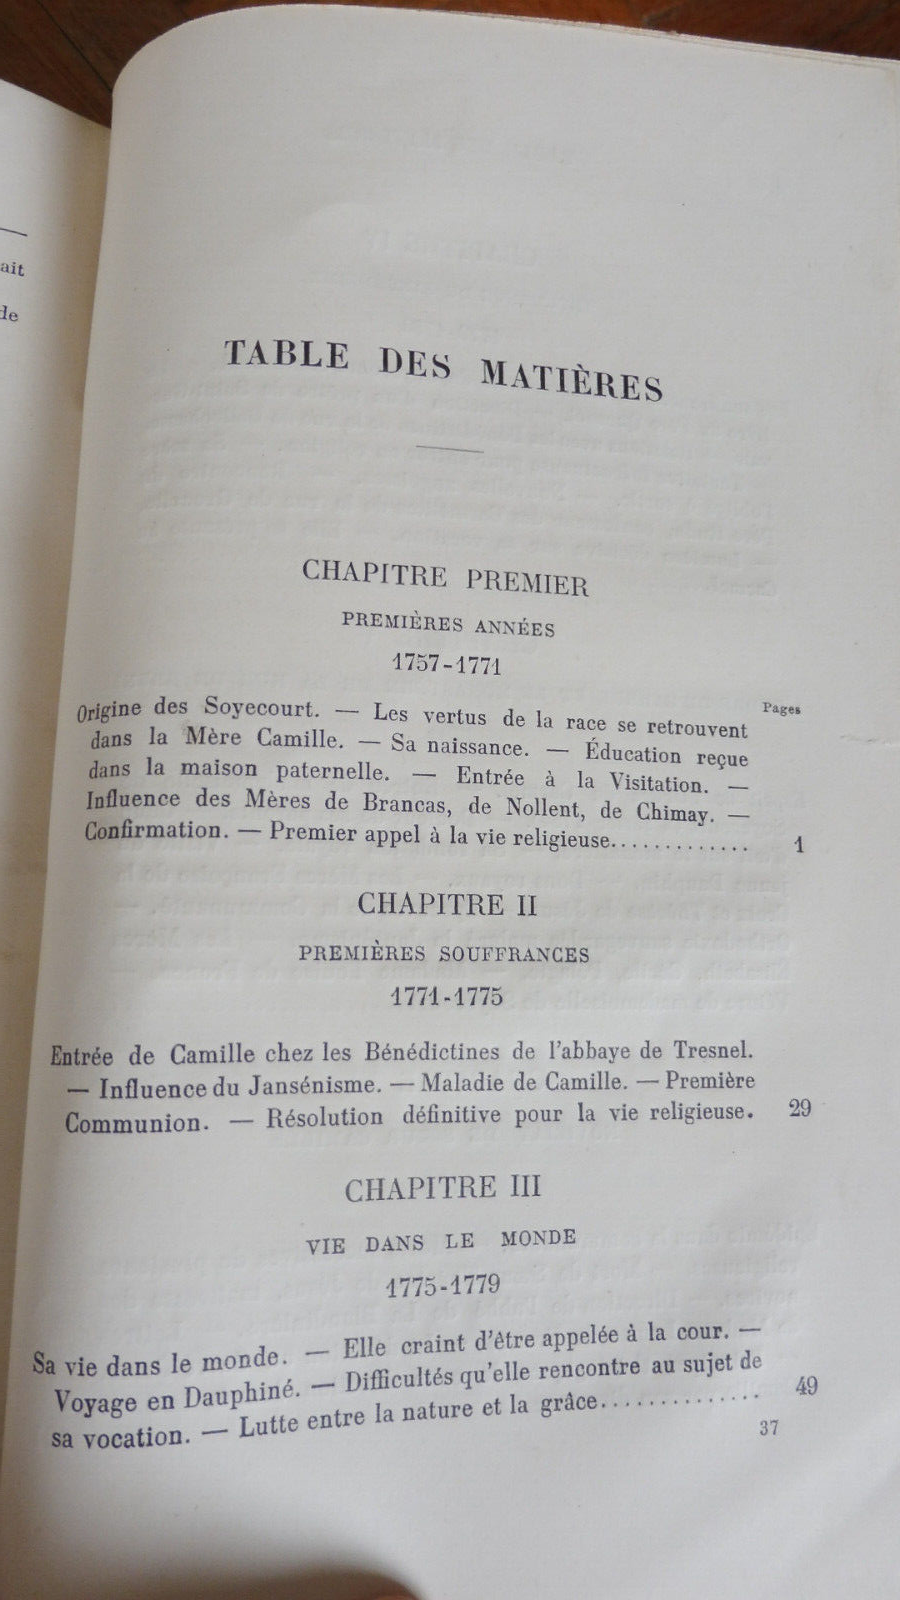 ait
de
TABLE DES MATIÈRES
CHAPITRE PREMIER
PREMIÈRES ANNÉES
1757-1771
Pages
Origine des Soyecourt. — Les vertus de la race se retrouvent
dans la Mère Camille. — Sa naissance. — Éducation reçue
dans la maison paternelle. — Entrée à la Visitation. —
Influence des Mères de Brancas, de Nollent, de Chimay. —
Confirmation. — Premier appel à la vie religieuse............. 1
CHAPITRE II
PREMIÈRES SOUFFRANCES
1771-1775
Entrée de Camille chez les Bénédictines de l'abbaye de Tresnel.
— Influence du Jansénisme. — Maladie de Camille. — Première
Communion. — Résolution définitive pour la vie religieuse. 29
CHAPITRE III
VIE DANS LE MONDE
1775-1779
Sa vie dans le monde. — Elle craint d'être appelée à la cour. —
Voyage en Dauphiné. — Difficultés qu'elle rencontre au sujet de
sa vocation. — Lutte entre la nature et la grâce.............. 49
37